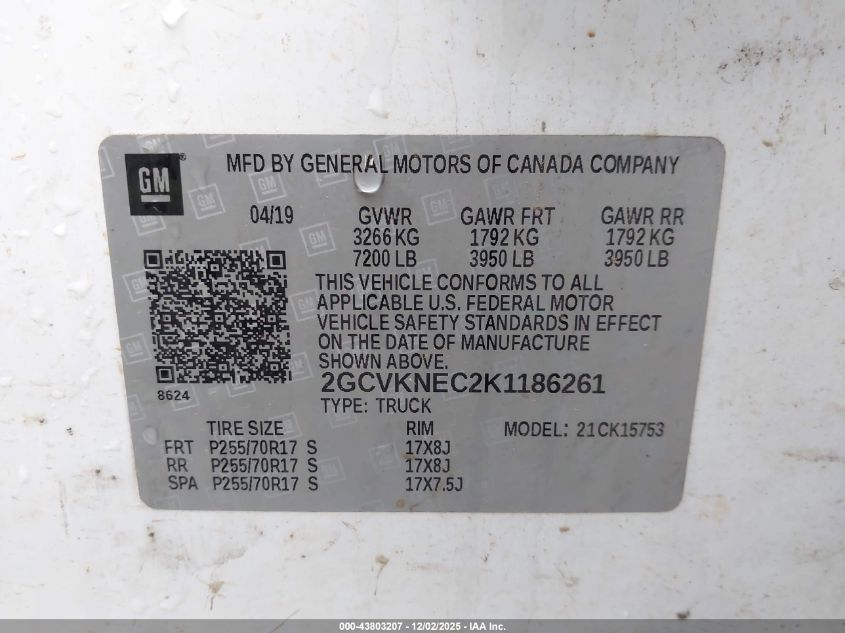 GM
MFD BY GENERAL MOTORS OF CANADA COMPANY
04/19 GVWR GAWR FRT GAWR RR
3266 KG 1792 KG 1792 KG
7200 LB 3950 LB 3950 LB
THIS VEHICLE CONFORMS TO ALL
APPLICABLE U.S. FEDERAL MOTOR
VEHICLE SAFETY STANDARDS IN EFFECT
ON THE DATE OF MANUFACTURE
SHOWN ABOVE.
2GCVKNEC2K1186261
8624
TYPE: TRUCK
TIRE SIZE RIM MODEL: 21CK15753
FRT P255/70R17 S 17X8J
RR P255/70R17 S 17X8J
SPA P255/70R17 S 17X7.5J
000-43803207 - 12/02/2025 - IAA Inc.